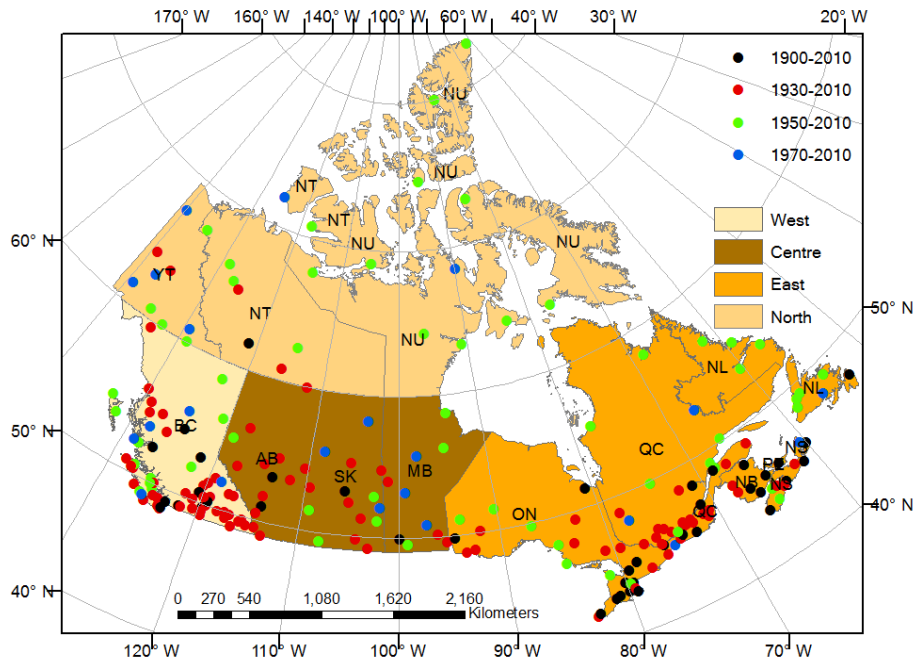 170° W 160° W 140° W 100° W 60° W 40° W 30° W 20° W
1900-2010
1930-2010
1950-2010
1970-2010
West
Centre
East
North
NU
NU
NT
NT
NU
NU
YT
NT
NU
60° N
50° N
50° N
40° N
40° N
BC
AB
SK
MB
ON
QC
NL
NL
NS
PE
NB
NS
QC
0 270 540 1,080 1,620 2,160
Kilometers
120° W 110° W 100° W 90° W 80° W 70° W